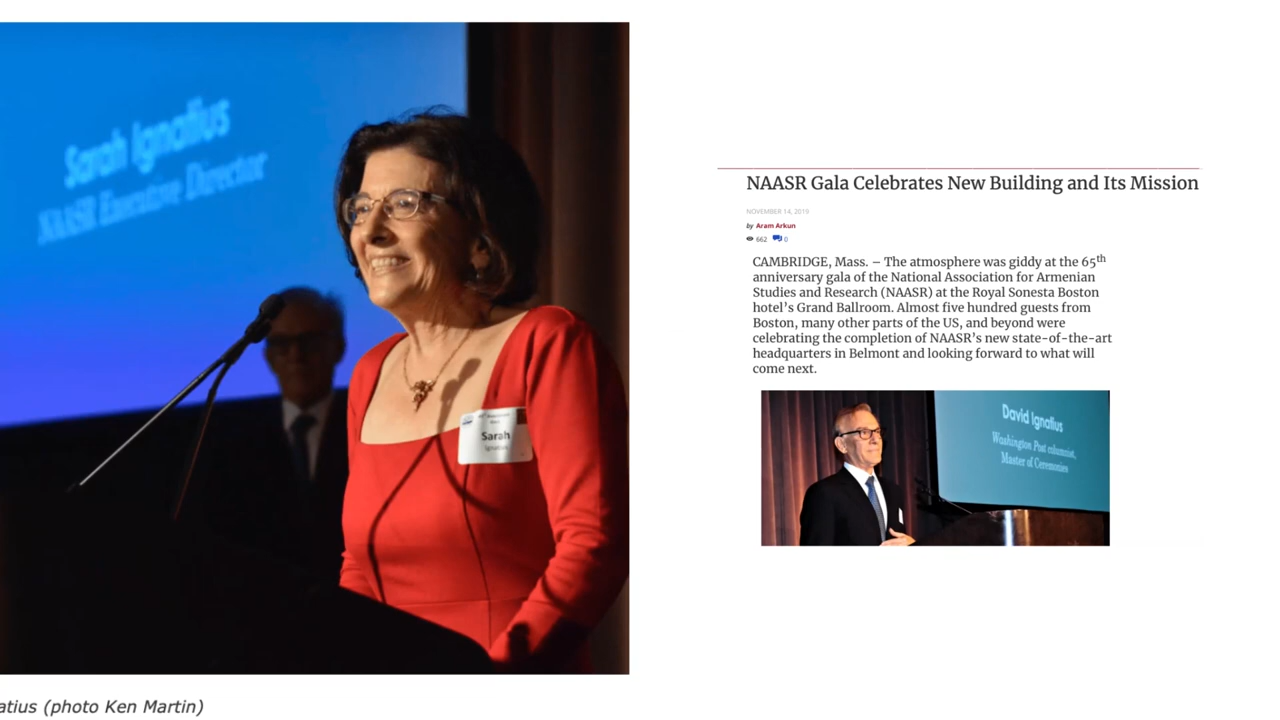 Sarah Ignatius
NAASR Executive Director
Sarah
Ignatius
atius (photo Ken Martin)
NAASR Gala Celebrates New Building and Its Mission
NOVEMBER 14, 2019
by Aram Arkun
662 0
CAMBRIDGE, Mass. – The atmosphere was giddy at the 65th
anniversary gala of the National Association for Armenian
Studies and Research (NAASR) at the Royal Sonesta Boston
hotel’s Grand Ballroom. Almost five hundred guests from
Boston, many other parts of the US, and beyond were
celebrating the completion of NAASR’s new state-of-the-art
headquarters in Belmont and looking forward to what will
come next.
David Ignatius
Washington Post columnist,
Master of Ceremonies